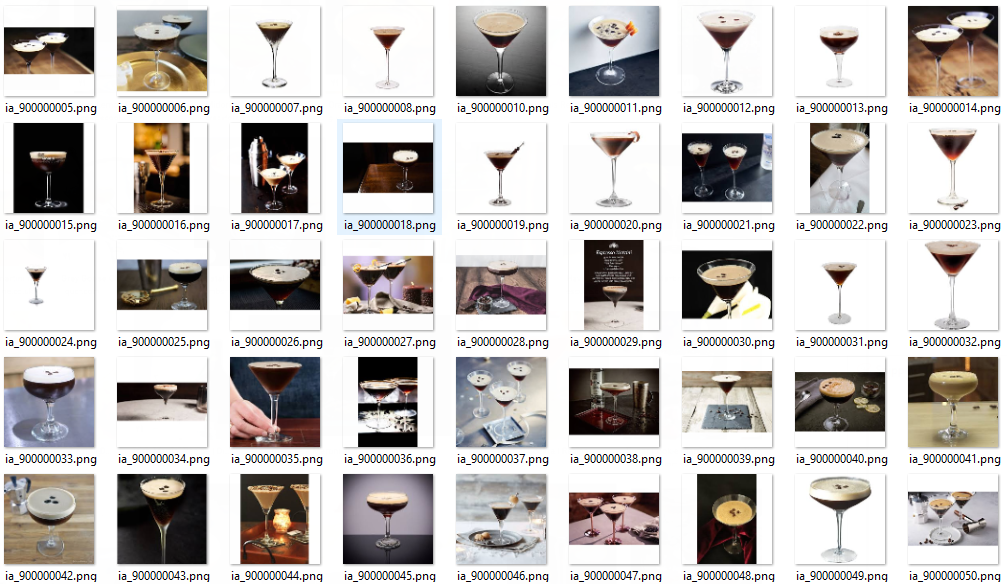 ia_900000005.png
ia_900000006.png
ia_900000007.png
ia_900000008.png
ia_900000010.png
ia_900000011.png
ia_900000012.png
ia_900000013.png
ia_900000014.png
ia_900000015.png
ia_900000016.png
ia_900000017.png
ia_900000018.png
ia_900000019.png
ia_900000020.png
ia_900000021.png
ia_900000022.png
ia_900000023.png
ia_900000024.png
ia_900000025.png
ia_900000026.png
ia_900000027.png
ia_900000028.png
ia_900000029.png
ia_900000030.png
ia_900000031.png
ia_900000032.png
ia_900000033.png
ia_900000034.png
ia_900000035.png
ia_900000036.png
ia_900000037.png
ia_900000038.png
ia_900000039.png
ia_900000040.png
ia_900000041.png
ia_900000042.png
ia_900000043.png
ia_900000044.png
ia_900000045.png
ia_900000046.png
ia_900000047.png
ia_900000048.png
ia_900000049.png
ia_900000050.png